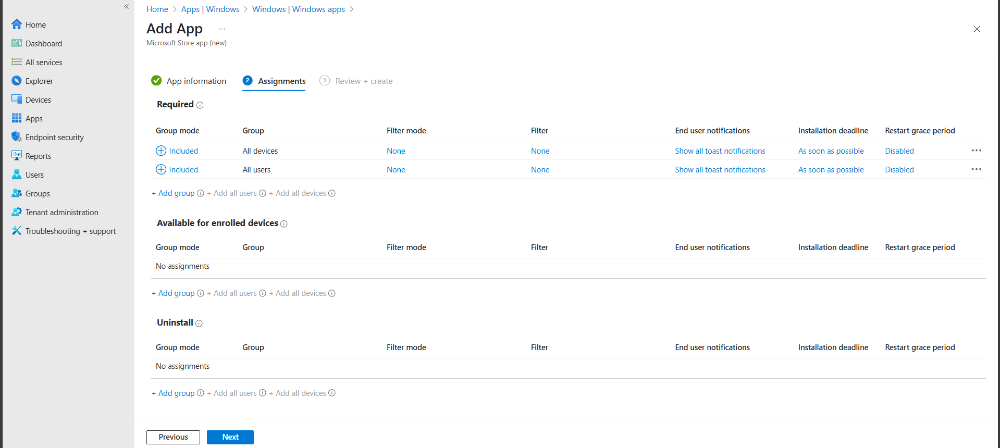 Home > Apps | Windows > Windows | Windows apps >
Add App ...
Microsoft Store app (new)
Home
Dashboard
All services
Explorer
Devices
Apps
Endpoint security
Reports
Users
Groups
Tenant administration
Troubleshooting + support
App information 2 Assignments 3 Review + create
Required
Group mode Group Filter mode Filter End user notifications Installation deadline Restart grace period
Included All devices None None Show all toast notifications As soon as possible Disabled
Included All users None None Show all toast notifications As soon as possible Disabled
+ Add group + Add all users + Add all devices
Available for enrolled devices
Group mode Group Filter mode Filter End user notifications Installation deadline Restart grace period
No assignments
+ Add group + Add all users + Add all devices
Uninstall
Group mode Group Filter mode Filter End user notifications Installation deadline Restart grace period
No assignments
+ Add group + Add all users + Add all devices
Previous Next